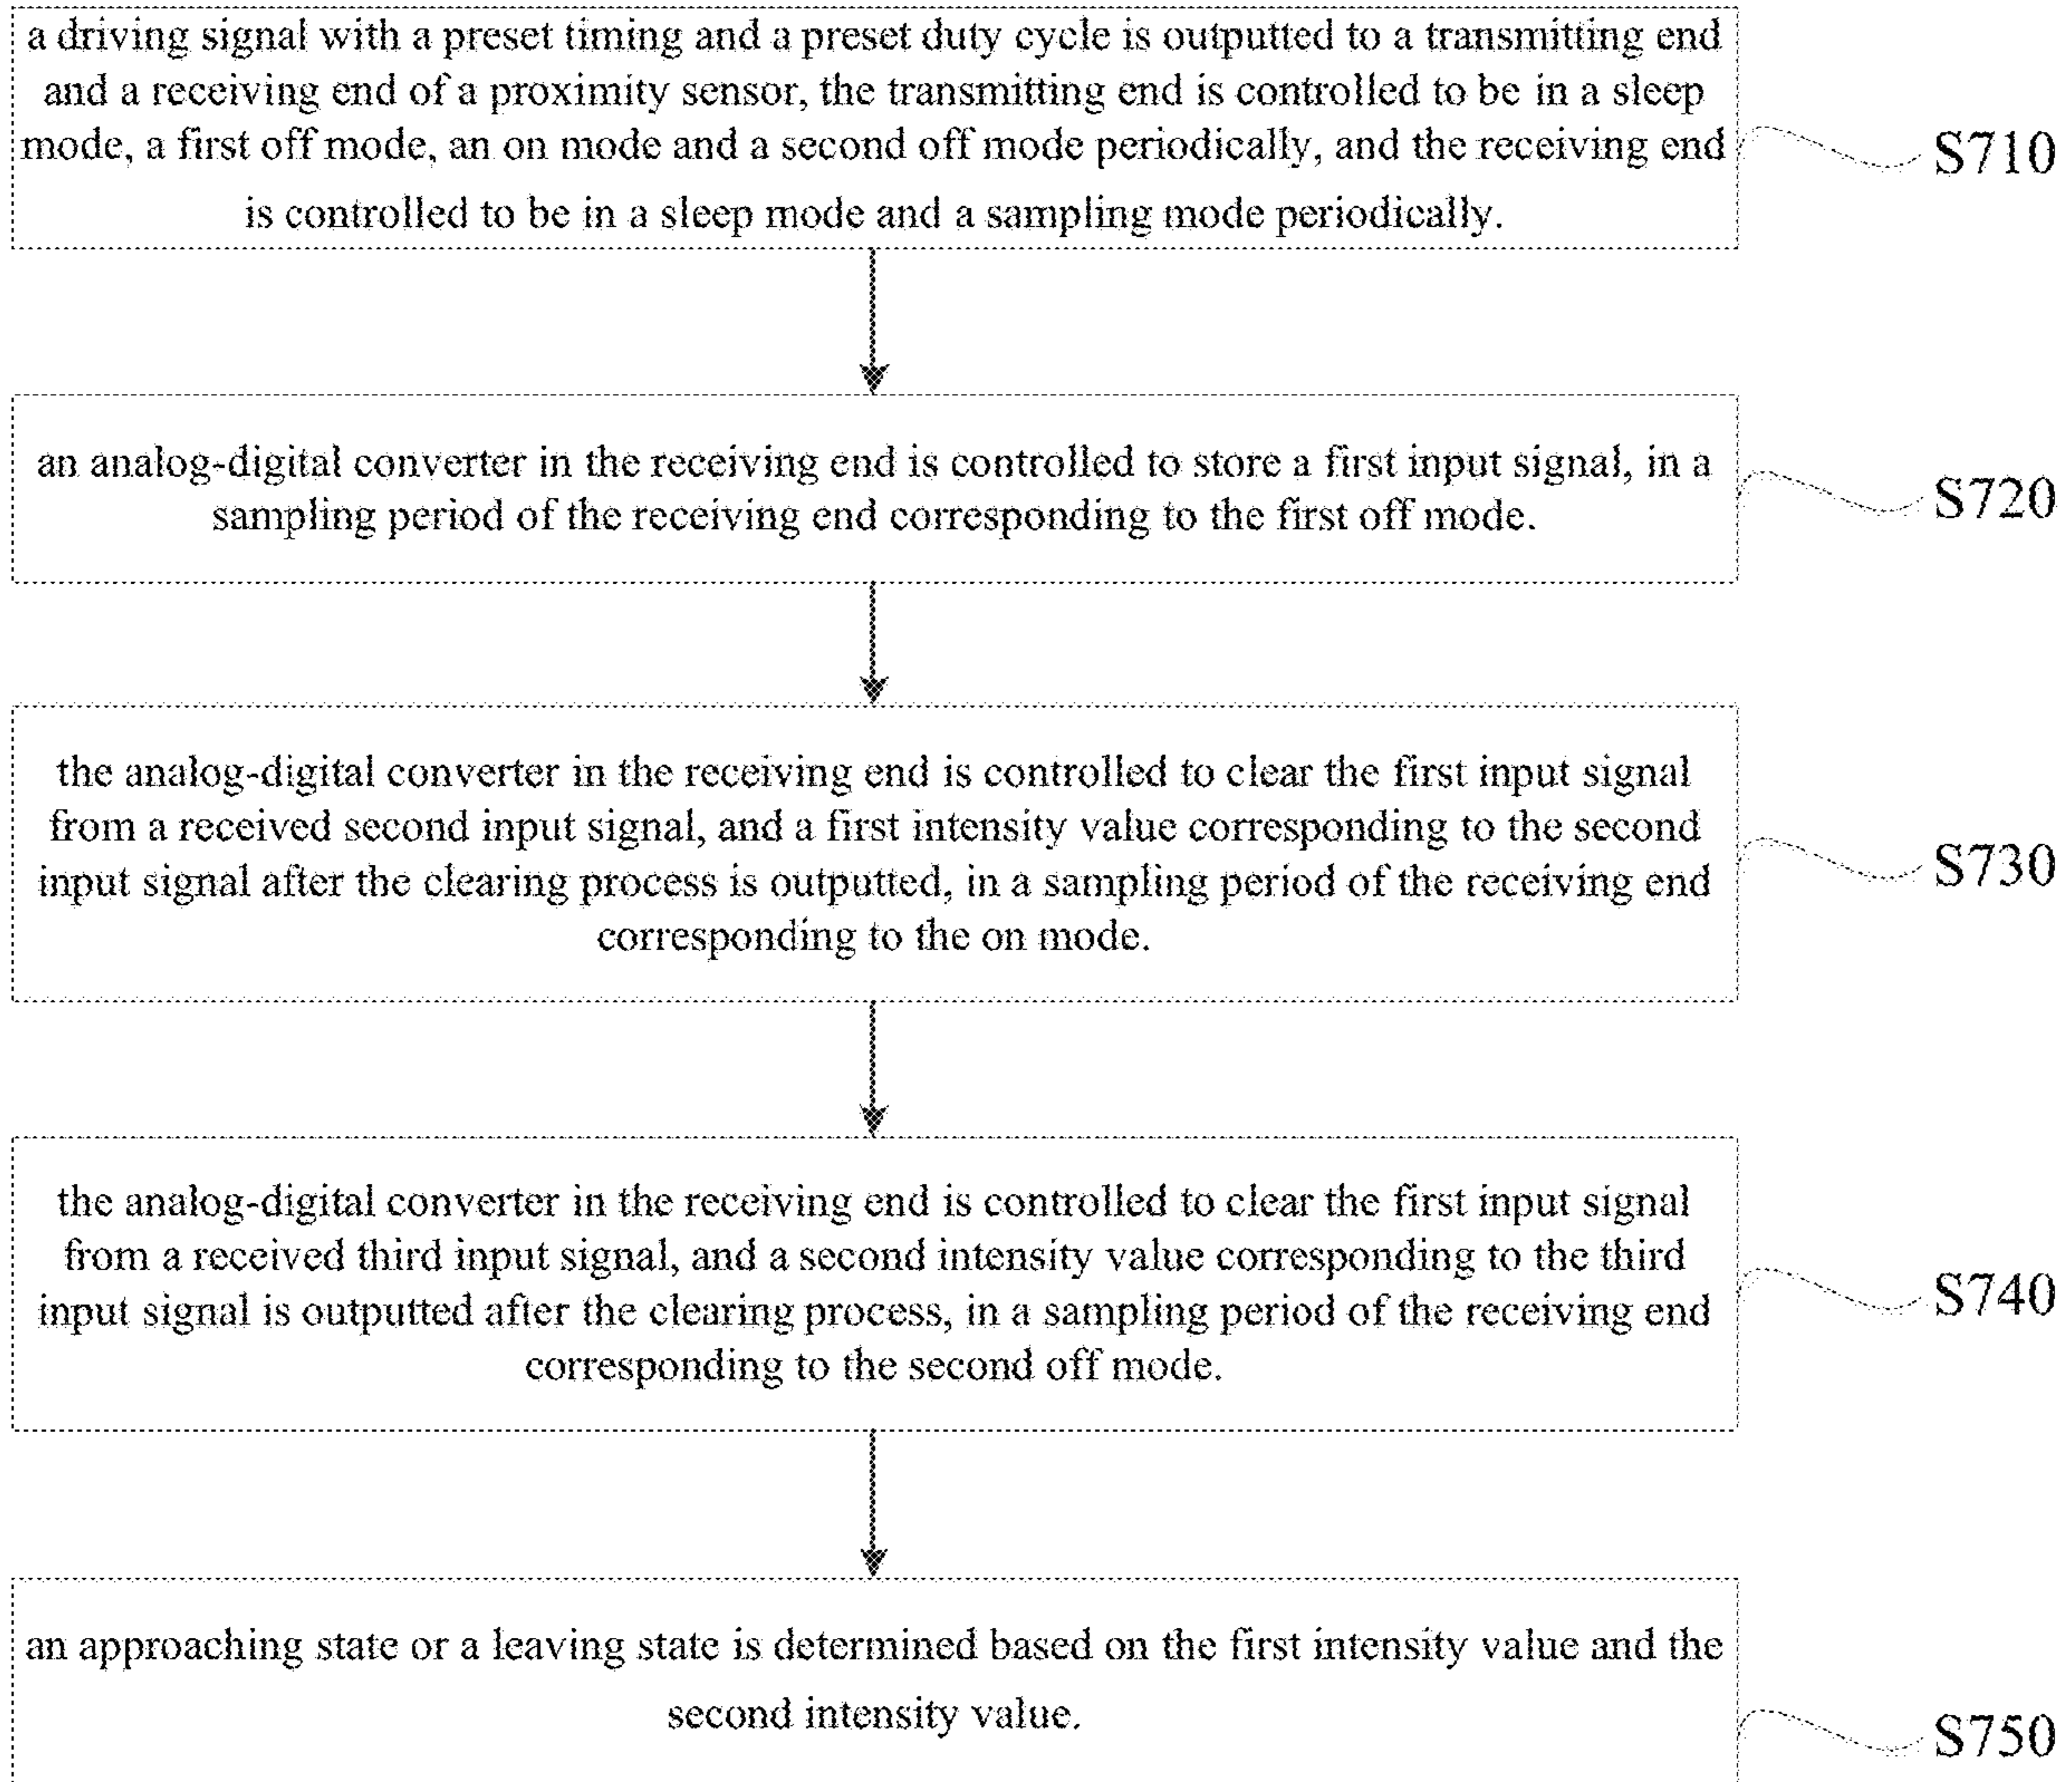 a driving signal with a preset timing and a preset duty cycle is outputted to a transmitting end
and a receiving end of a proximity sensor, the transmitting end is controlled to be in a sleep
mode, a first off mode, an on mode and a second off mode periodically, and the receiving end
is controlled to be in a sleep mode and a sampling mode periodically.
S710
an analog-digital converter in the receiving end is controlled to store a first input signal, in a
sampling period of the receiving end corresponding to the first off mode.
S720
the analog-digital converter in the receiving end is controlled to clear the first input signal
from a received second input signal, and a first intensity value corresponding to the second
input signal after the clearing process is outputted, in a sampling period of the receiving end
corresponding to the on mode.
S730
the analog-digital converter in the receiving end is controlled to clear the first input signal
from a received third input signal, and a second intensity value corresponding to the third
input signal is outputted after the clearing process, in a sampling period of the receiving end
corresponding to the second off mode.
S740
an approaching state or a leaving state is determined based on the first intensity value and the
second intensity value.
S750